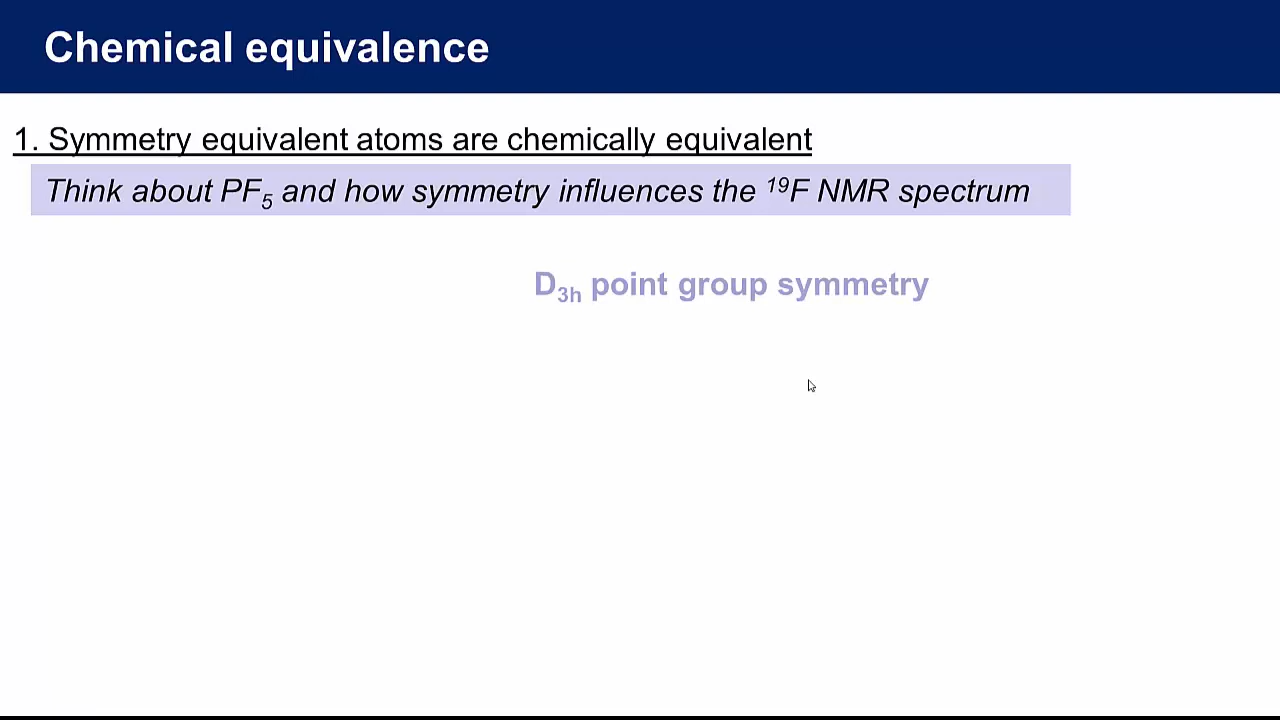 Chemical equivalence
1. Symmetry equivalent atoms are chemically equivalent
Think about PF₅ and how symmetry influences the ¹⁹F NMR spectrum
D₃ₕ point group symmetry